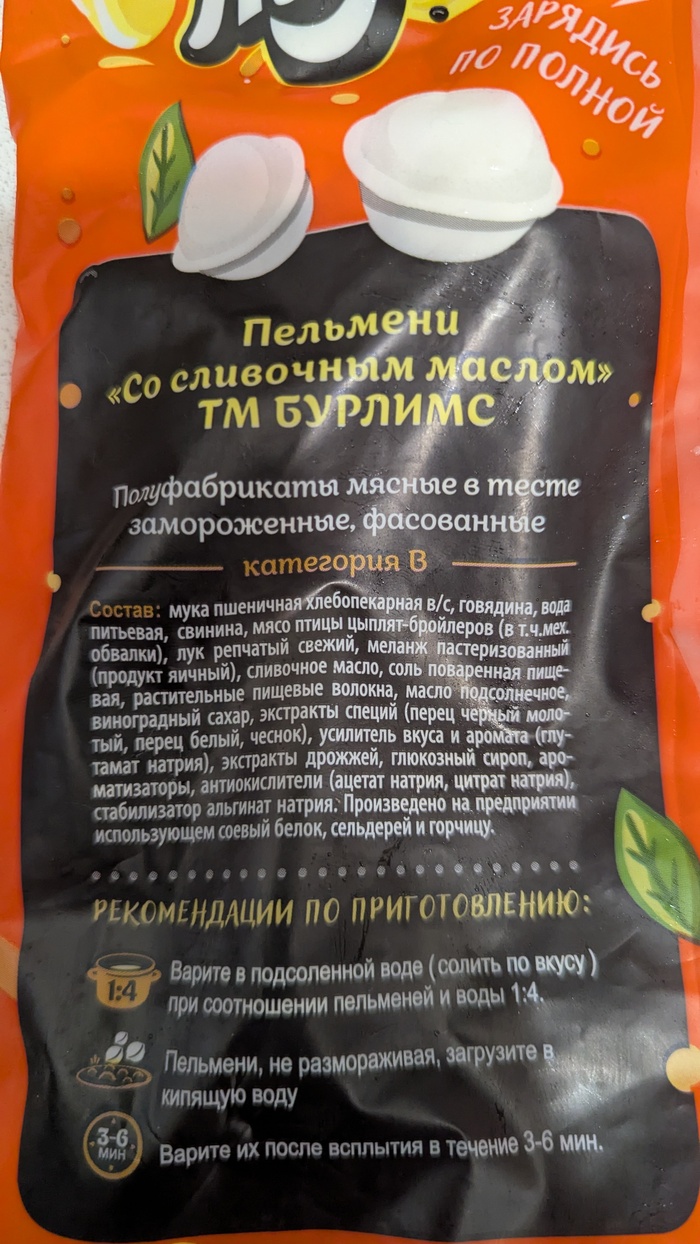 ЗАРЯДИСЬ
ПО ПОЛНОЙ
Пельмени
«Со сливочным маслом»
ТМ БУРЛИМС
Полуфабрикаты мясные в тесте
замороженные, фасованные
категория В
Состав: мука пшеничная хлебопекарная в/с, говядина, вода
питьевая, свинина, мясо птицы цыплят-бройлеров (в т.ч.мех.
обвалки), лук репчатый свежий, меланж пастеризованный
(продукт яичный), сливочное масло, соль поваренная пище-
вая, растительные пищевые волокна, масло подсолнечное,
виноградный сахар, экстракты специй (перец черный моло-
тый, перец белый, чеснок), усилитель вкуса и аромата (глу-
тамат натрия), экстракты дрожжей, глюкозный сироп, аро-
матизаторы, антиокислители (ацетат натрия, цитрат натрия),
стабилизатор альгинат натрия. Произведено на предприятии
использующем соевый белок, сельдерей и горчицу.
РЕКОМЕНДАЦИИ ПО ПРИГОТОВЛЕНИЮ:
1:4
Варите в подсоленной воде (солить по вкусу)
при соотношении пельменей и воды 1:4.
Пельмени, не размораживая, загрузите в
кипящую воду
3-6
МИН
Варите их после всплытия в течение 3-6 мин.